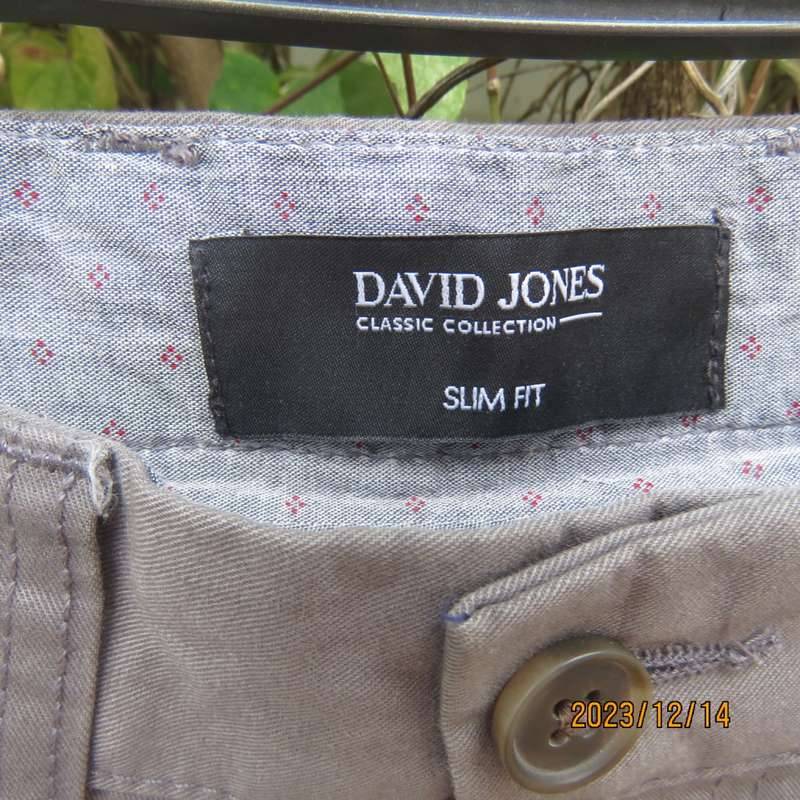 DAVID JONES
CLASSIC COLLECTION
SLIM FIT
2023/12/14